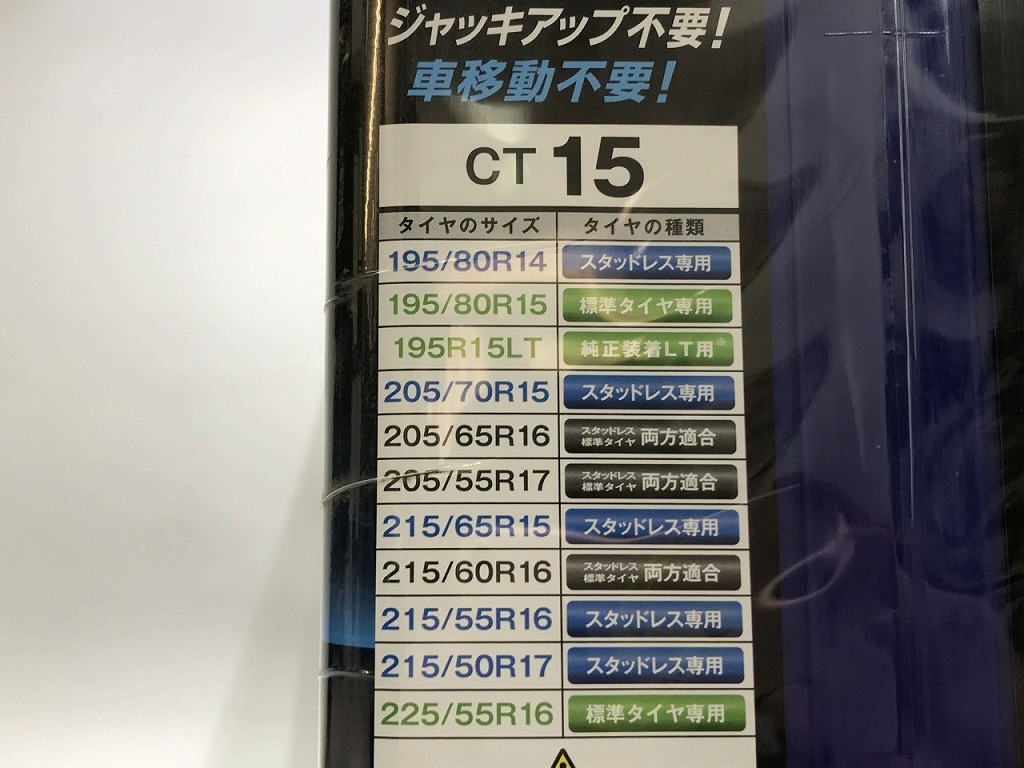 ジャッキアップ不要!
車移動不要!
CT 15
タイヤのサイズ タイヤの種類
195/80R14 スタッドレス専用
195/80R15 標準タイヤ専用
195R15LT 純正装着LT用※
205/70R15 スタッドレス専用
205/65R16 スタッドレス標準タイヤ 両方適合
205/55R17 スタッドレス標準タイヤ 両方適合
215/65R15 スタッドレス専用
215/60R16 スタッドレス標準タイヤ 両方適合
215/55R16 スタッドレス専用
215/50R17 スタッドレス専用
225/55R16 標準タイヤ専用